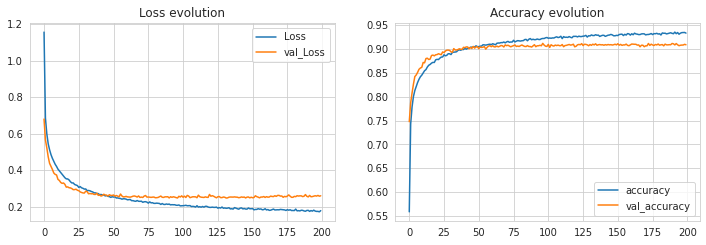 Loss evolution
1.2
1.0
0.8
0.6
0.4
0.2
0 25 50 75 100 125 150 175 200
Loss
val_Loss
Accuracy evolution
0.95
0.90
0.85
0.80
0.75
0.70
0.65
0.60
0.55
0 25 50 75 100 125 150 175 200
accuracy
val_accuracy